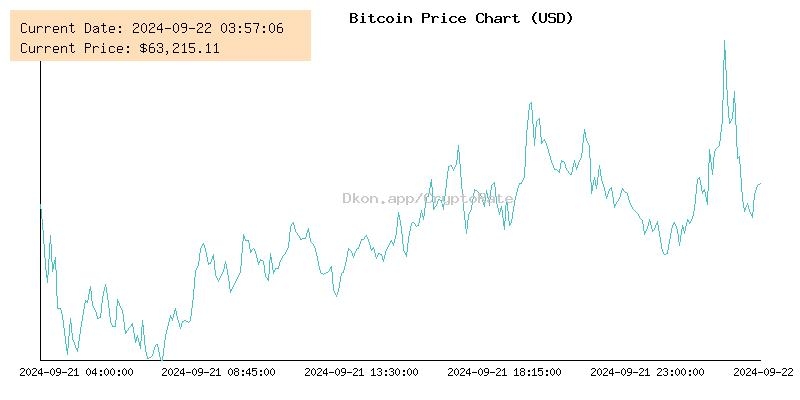 Bitcoin Price Chart (USD)
Current Date: 2024-09-22 03:57:06
Current Price: $63,215.11
Dkon.app/CryptoRate
2024-09-21 04:00:00 2024-09-21 08:45:00 2024-09-21 13:30:00 2024-09-21 18:15:00 2024-09-21 23:00:00 2024-09-22